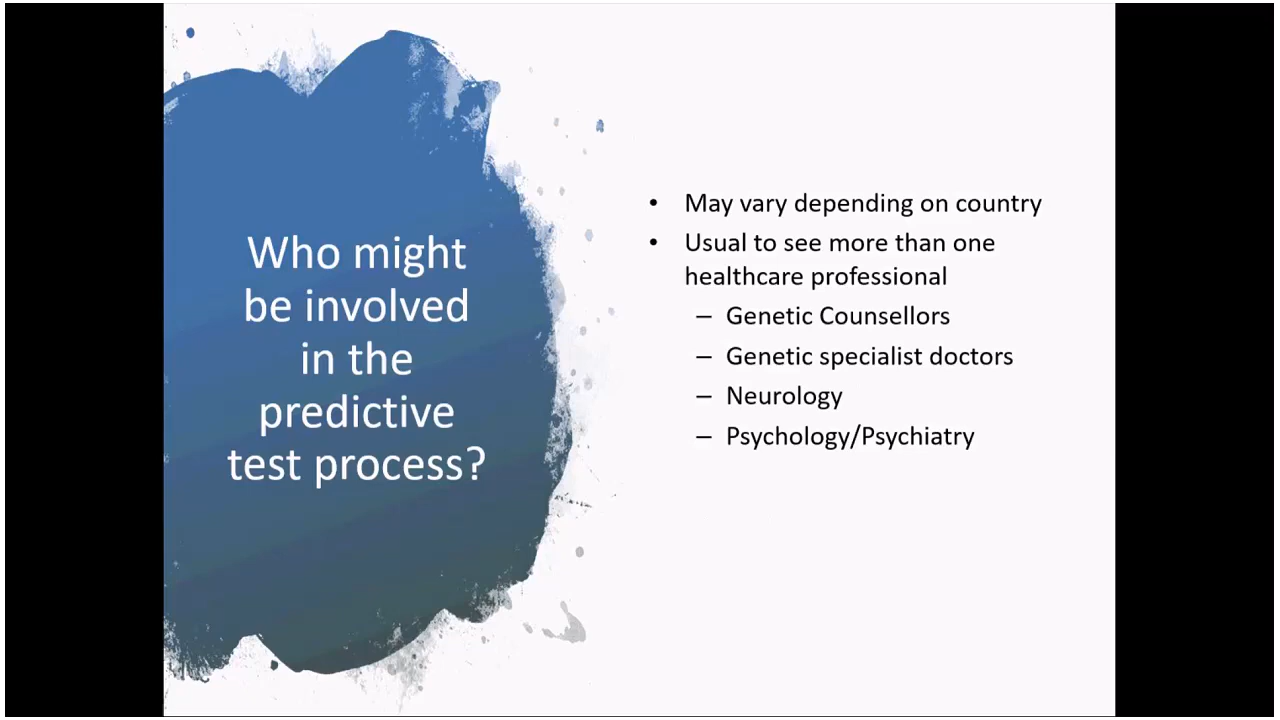 Who might
be involved
in the
predictive
test process?
• May vary depending on country
• Usual to see more than one
healthcare professional
– Genetic Counsellors
– Genetic specialist doctors
– Neurology
– Psychology/Psychiatry